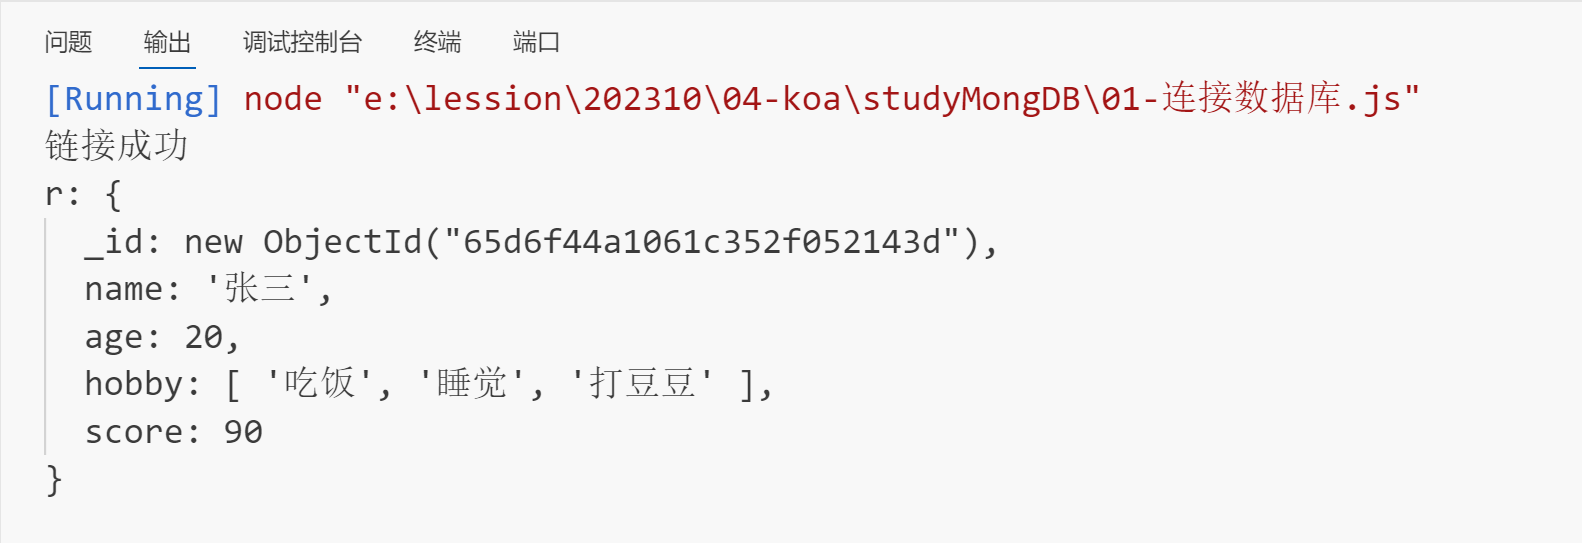 问题 输出 调试控制台 终端 端口
[Running] node "e:\lession\202310\04-koa\studyMongDB\01-连接数据库.js"
链接成功
r: {
  _id: new ObjectId("65d6f44a1061c352f052143d"),
  name: '张三',
  age: 20,
  hobby: [ '吃饭', '睡觉', '打豆豆' ],
  score: 90
}